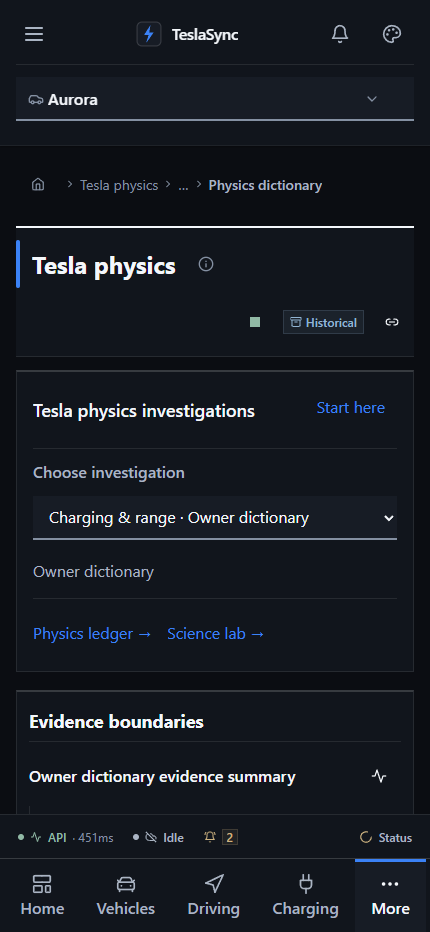 TeslaSync
Aurora
Tesla physics
...
Physics dictionary
Tesla physics
Historical
Tesla physics investigations
Start here
Choose investigation
Charging & range · Owner dictionary
Owner dictionary
Physics ledger → Science lab →
Evidence boundaries
Owner dictionary evidence summary
API · 451ms Idle 2 Status
Home Vehicles Driving Charging More